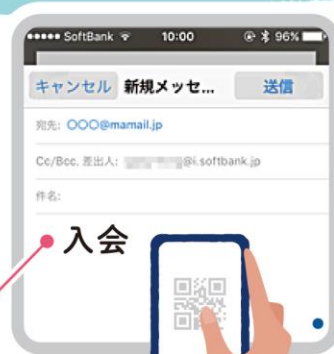 ●●●●● SoftBank 10:00 96%
キャンセル 新規メッセ... 送信
宛先: OOO@mamail.jp
Cc/Bcc, 差出人: @i.softbank.jp
件名:
入会